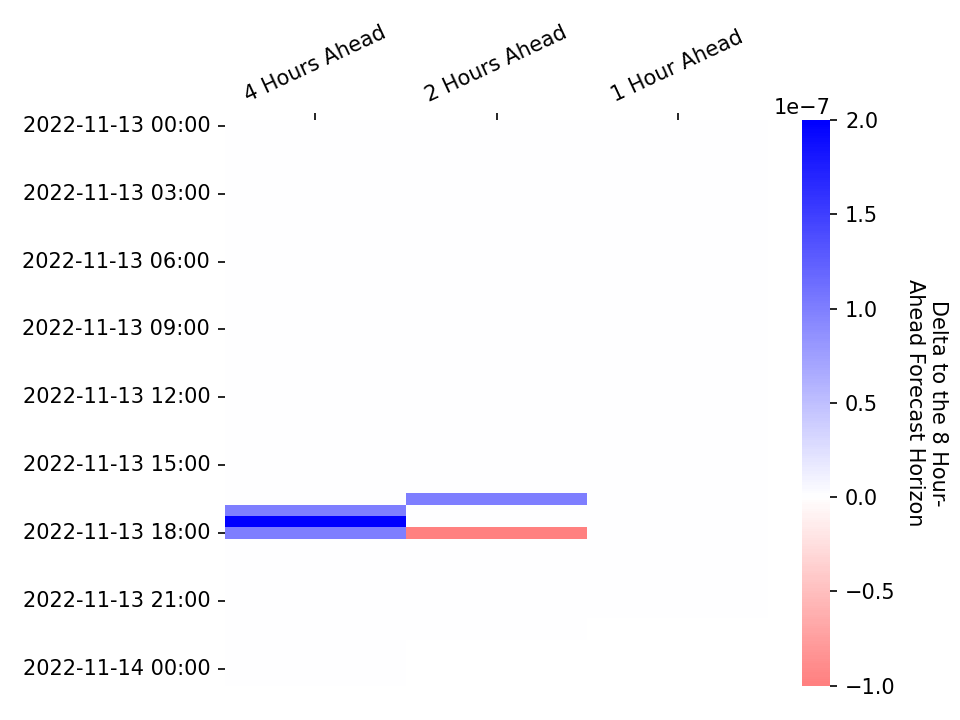 4 Hours Ahead
2 Hours Ahead
1 Hour Ahead
2022-11-13 00:00
2022-11-13 03:00
2022-11-13 06:00
2022-11-13 09:00
2022-11-13 12:00
2022-11-13 15:00
2022-11-13 18:00
2022-11-13 21:00
2022-11-14 00:00
1e−7
2.0
1.5
1.0
0.5
0.0
−0.5
−1.0
Delta to the 8 Hour-
Ahead Forecast Horizon